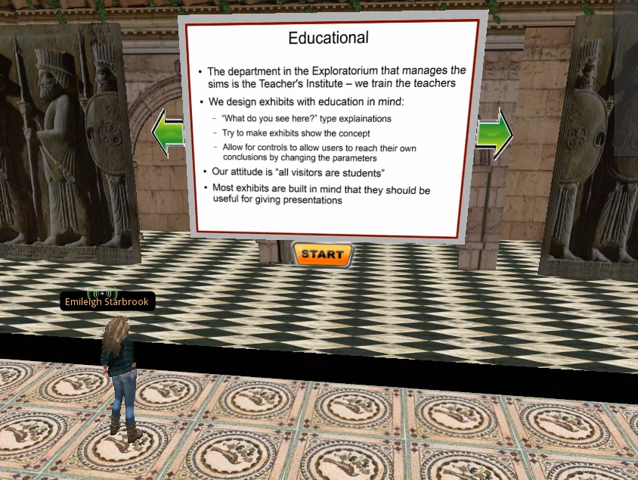 Educational
• The department in the Exploratorium that manages the
sims is the Teacher's Institute – we train the teachers
• We design exhibits with education in mind:
- "What do you see here?" type explainations
- Try to make exhibits show the concept
- Allow for controls to allow users to reach their own
conclusions by changing the parameters
• Our attitude is "all visitors are students"
• Most exhibits are built in mind that they should be
useful for giving presentations
START
Emileigh Starbrook